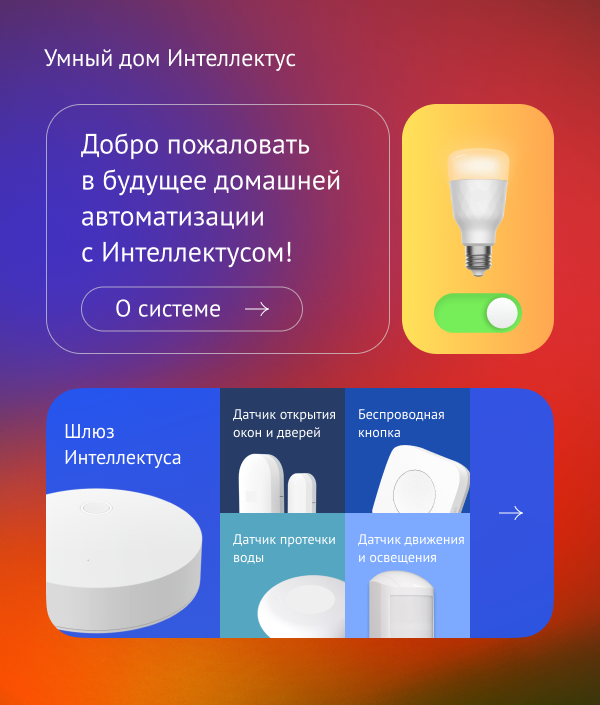 Умный дом Интеллектус
Добро пожаловать
в будущее домашней
автоматизации
с Интеллектусом!
О системе
Шлюз
Интеллектуса
Датчик открытия
окон и дверей
Беспроводная
кнопка
Датчик протечки
воды
Датчик движения
и освещения